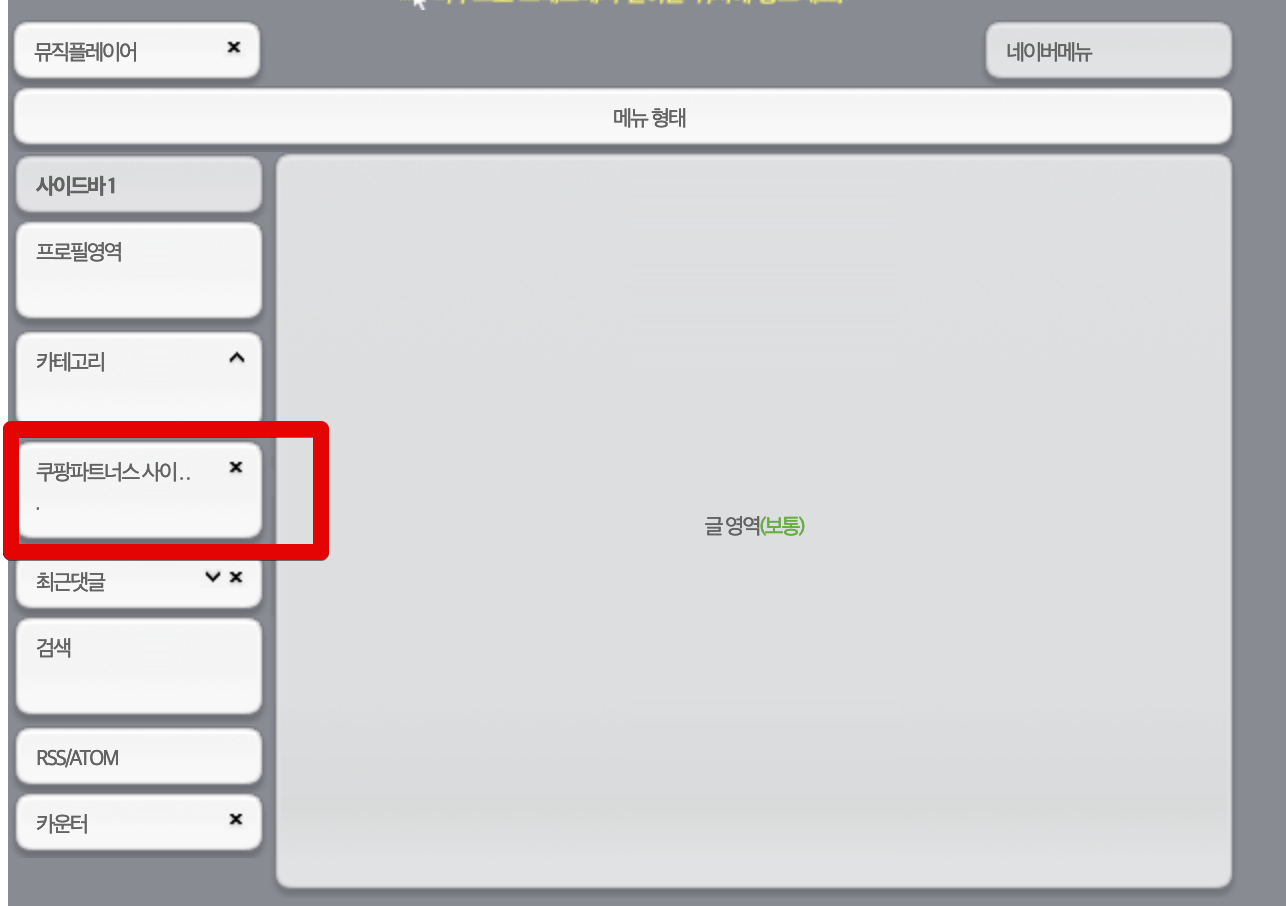 뮤직플레이어
네이버메뉴
메뉴 형태
사이드바 1
프로필영역
카테고리
쿠팡파트너스 사이 . .
.
글 영역(보통)
최근댓글
검색
RSS/ATOM
카운터